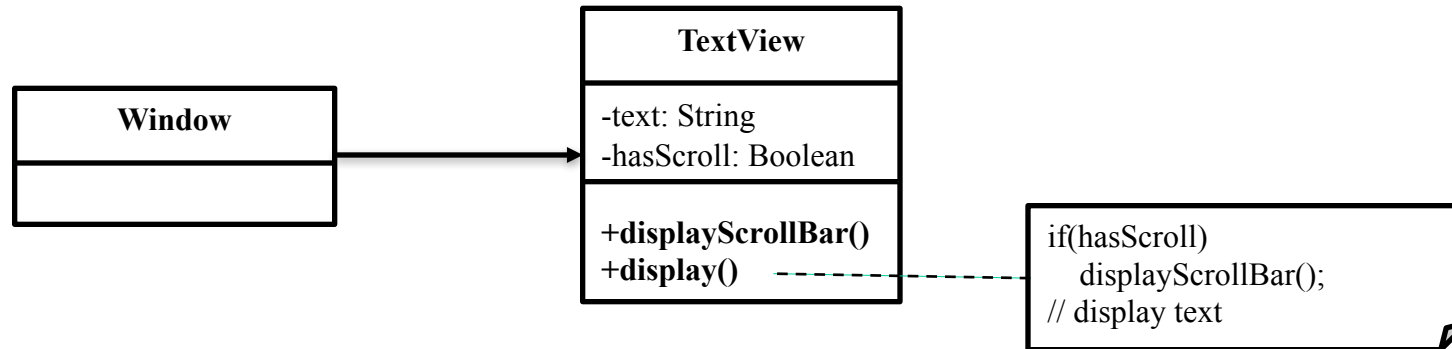 Window
TextView
-text: String
-hasScroll: Boolean
+displayScrollBar()
+display()
if(hasScroll)
displayScrollBar();
// display text